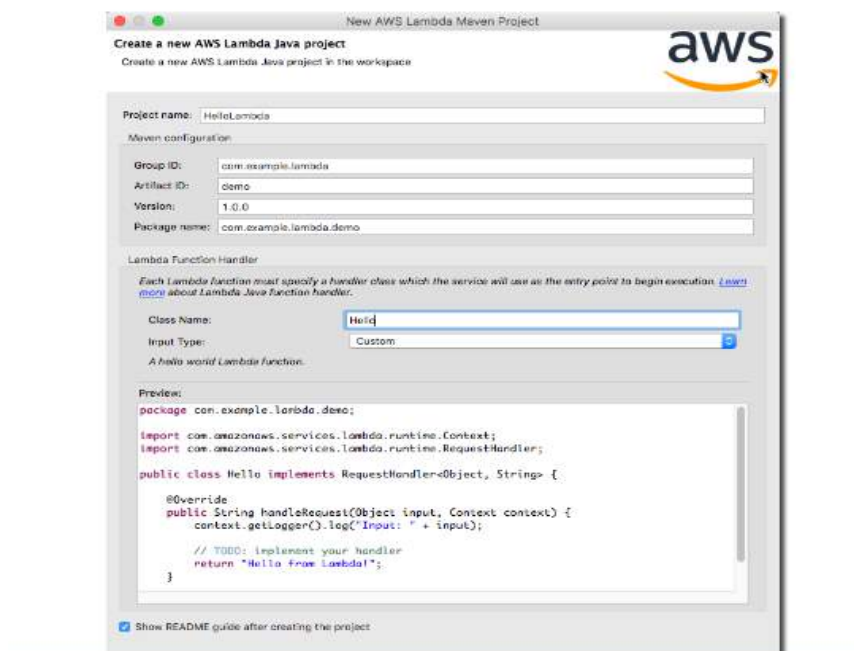 New AWS Lambda Maven Project
Create a new AWS Lambda Java project
Create a new AWS Lambda Java project in the workspace
aws
Project name: HelloLambda
Maven configuration
Group ID: com.example.lambda
Artifact ID: demo
Version: 1.0.0
Package name: com.example.lambda.demo
Lambda Function Handler
Each Lambda function must specify a handler class which the service will use as the entry point to begin execution. Learn
more about Lambda Java function handler.
Class Name: Hello
Input Type: Custom
A hello world Lambda function.
Preview:
package com.example.lambda.demo;
import com.amazonaws.services.lambda.runtime.Context;
import com.amazonaws.services.lambda.runtime.RequestHandler;
public class Hello implements RequestHandler<Object, String> {
@Override
public String handleRequest(Object input, Context context) {
context.getLogger().log("Input: " + input);
// TODO: implement your handler
return "Hello from Lambda!";
}
Show README guide after creating the project